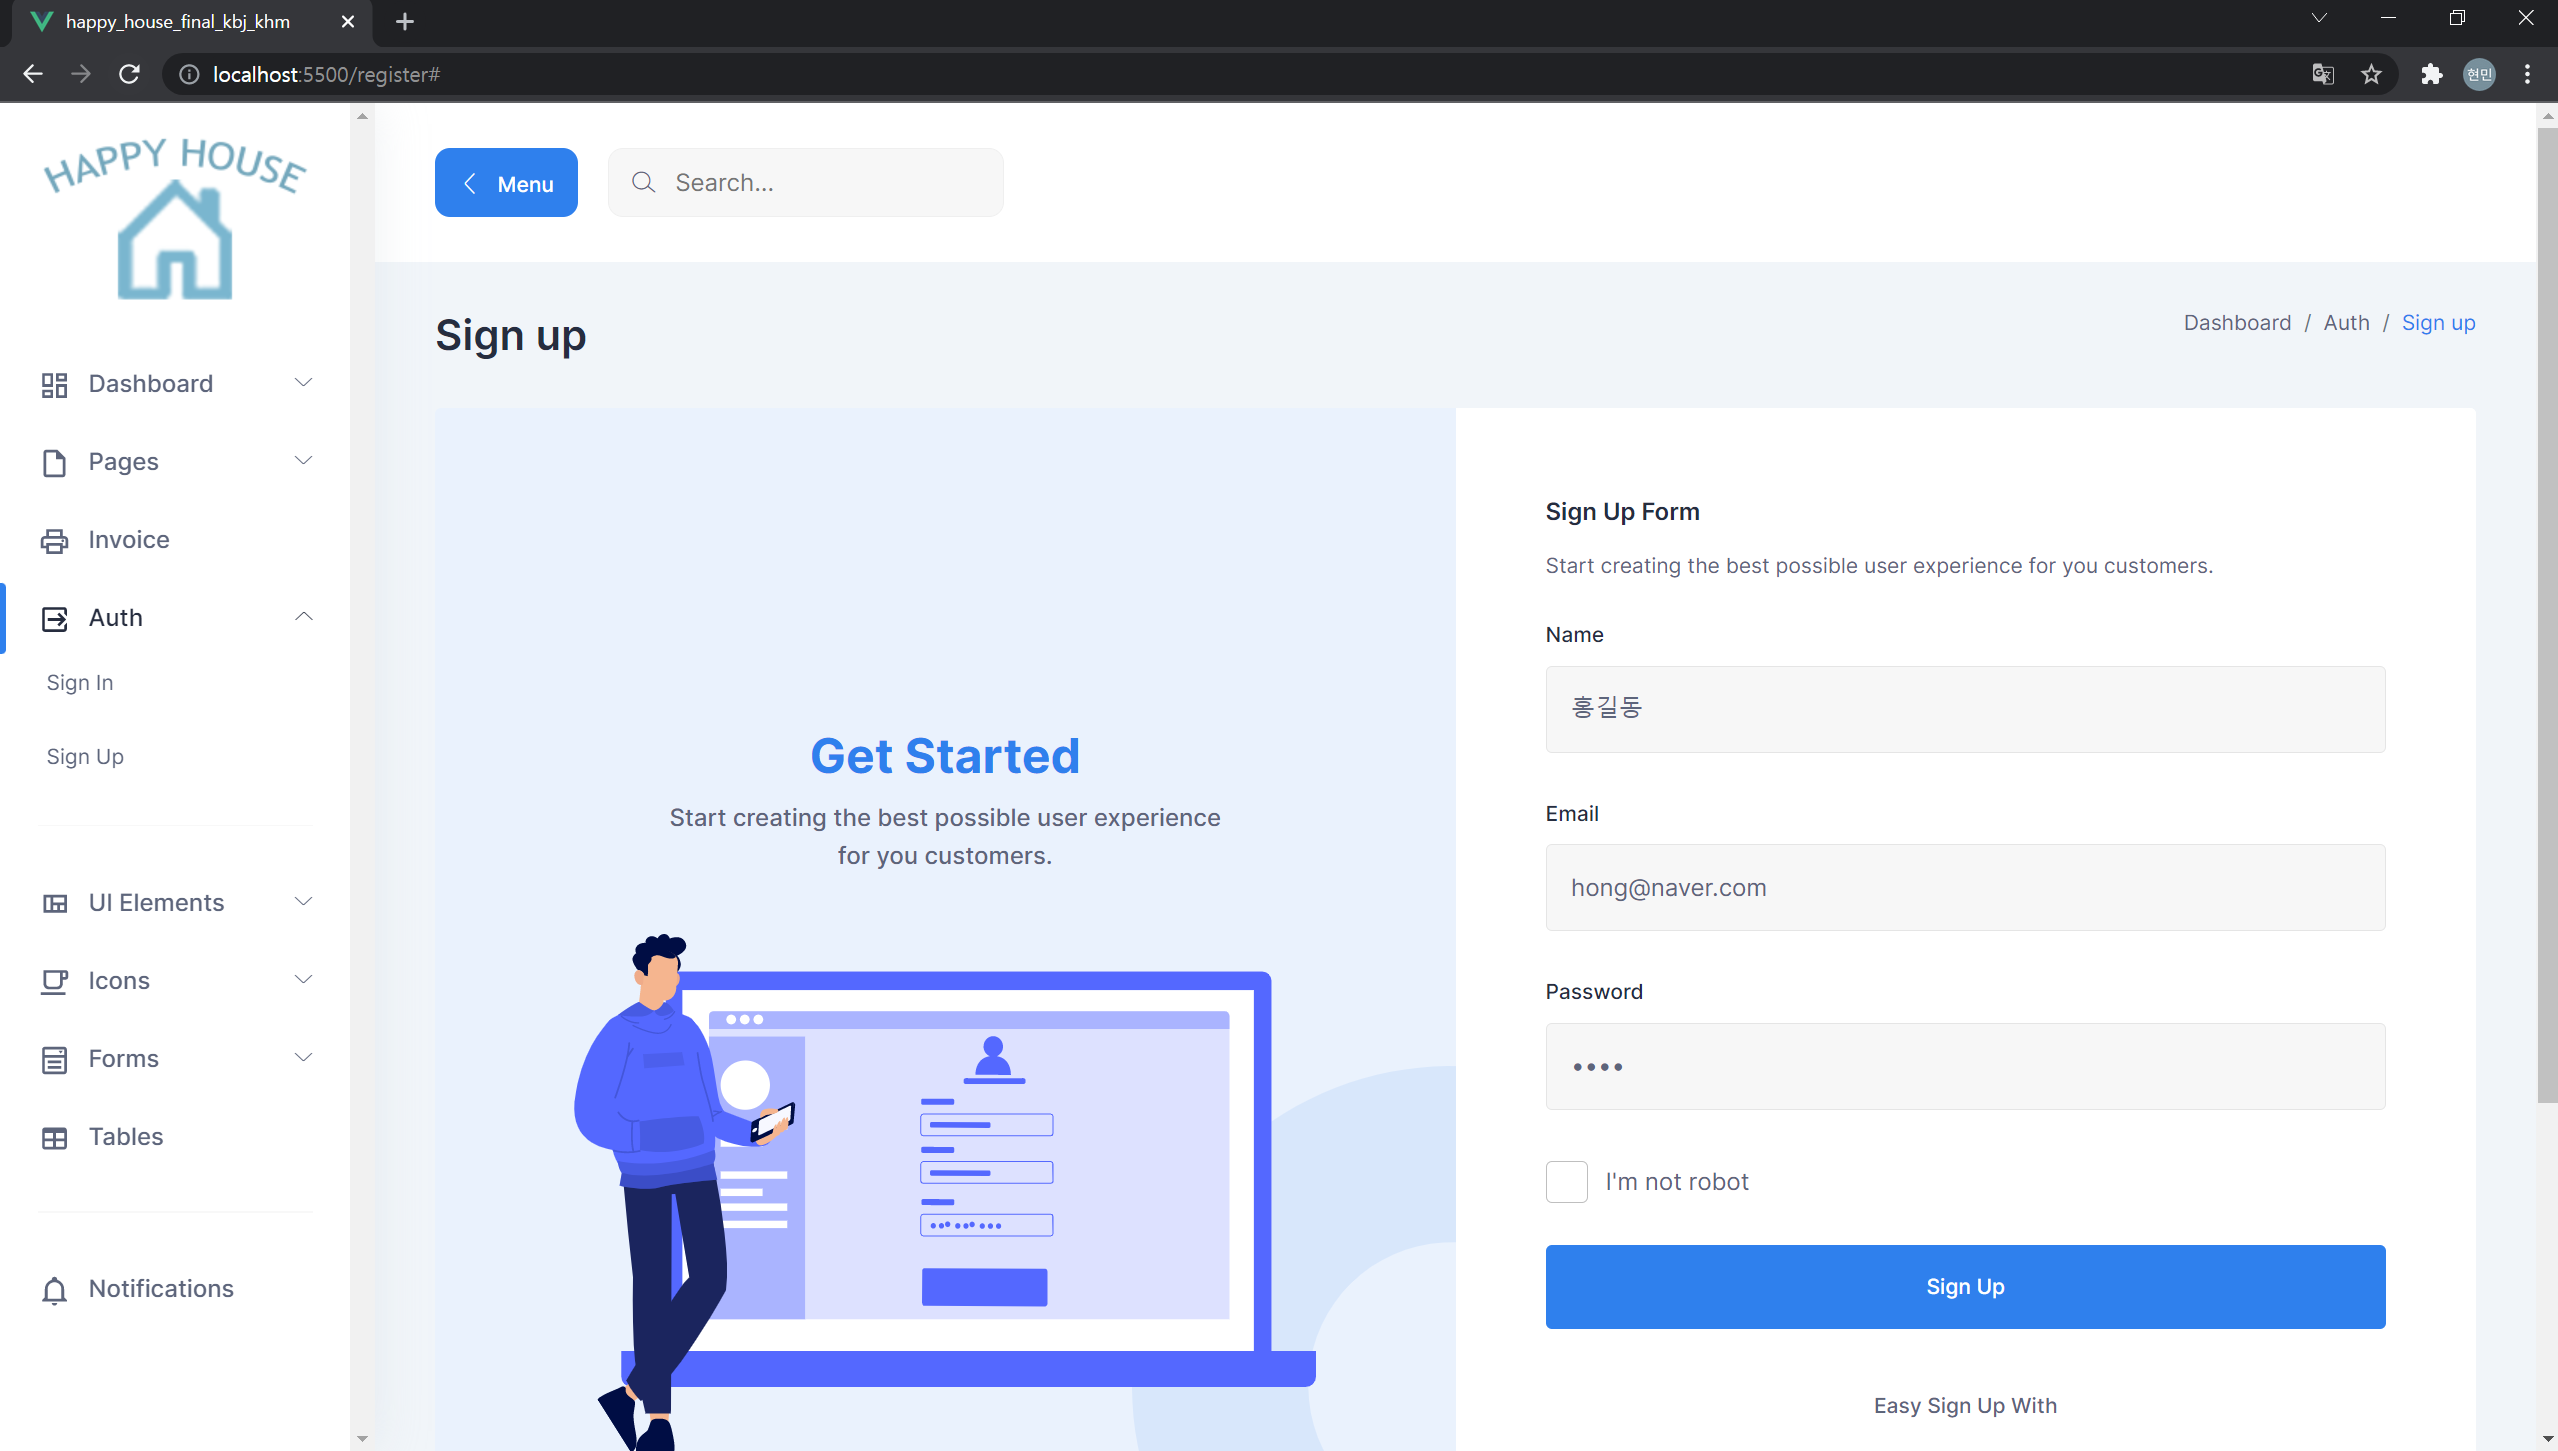 happy_house_final_kbj_khm
localhost:5500/register#
현민
HAPPY HOUSE
Menu
Search...
Sign up
Dashboard / Auth / Sign up
Dashboard
Pages
Invoice
Auth
Sign In
Sign Up
UI Elements
Icons
Forms
Tables
Notifications
Get Started
Start creating the best possible user experience
for you customers.
Sign Up Form
Start creating the best possible user experience for you customers.
Name
홍길동
Email
hong@naver.com
Password
••••
I'm not robot
Sign Up
Easy Sign Up With